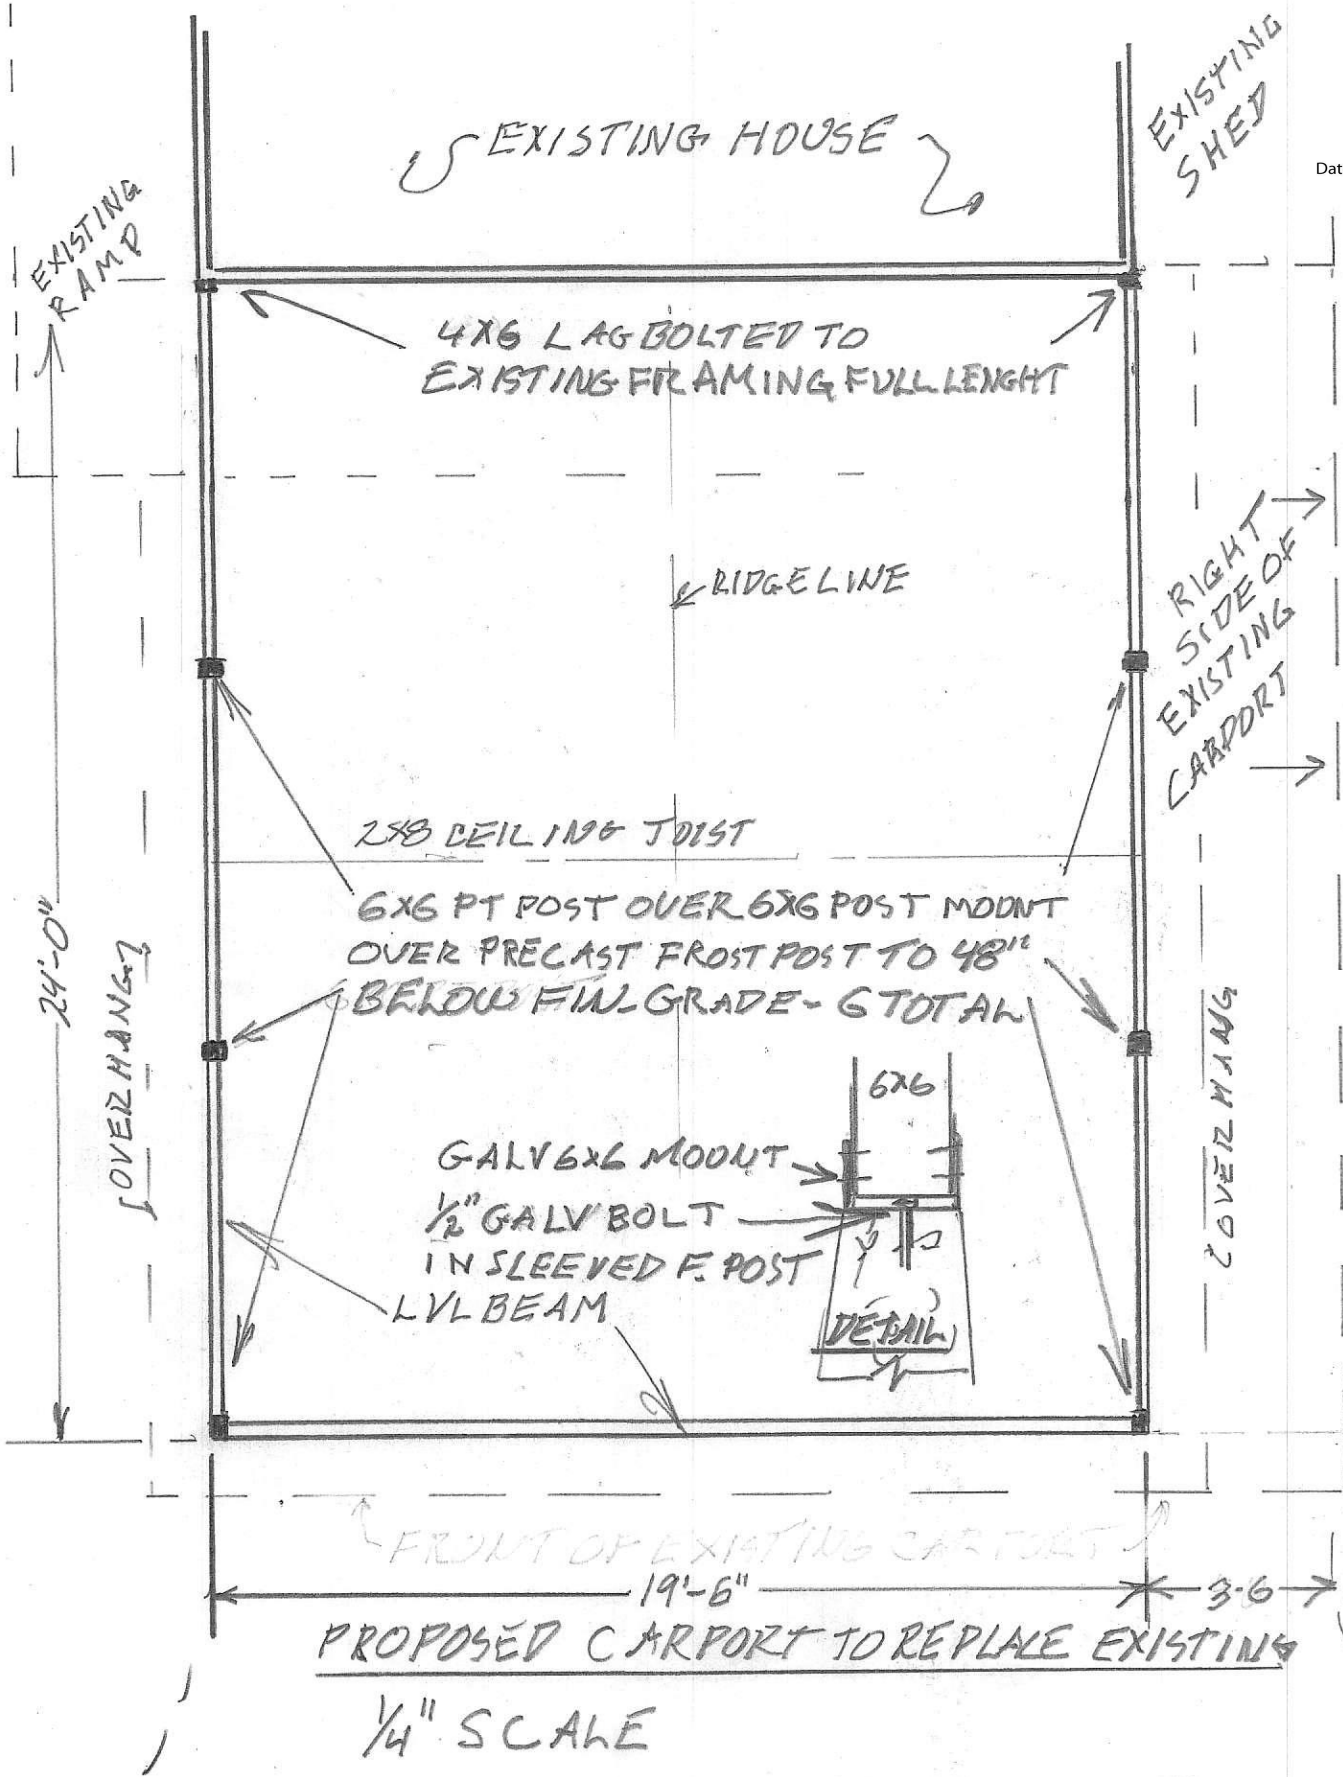 EXISTING HOUSE
EXISTING
SHED
Dat
EXISTING
RAMP
4X6 LAGBOLTED TO
EXISTING FRAMING FULL LENGHT
RIDGELINE
RIGHT
SIDE OF
EXISTING
CARPORT
2X8 CEILING JOIST
6X6 PT POST OVER 6X6 POST MOUNT
OVER PRECAST FROST POST TO 48"
BELOW FIN-GRADE - 6 TOTAL
24'-0"
OVERHANG
OVERHANG
6X6
GALV 6X6 MOUNT
1/2" GALV BOLT
IN SLEEVED F. POST
LVL BEAM
DETAIL
FRONT OF EXISTING CARPORT
19'-6"
3-6
PROPOSED CARPORT TO REPLACE EXISTING
1/4" SCALE